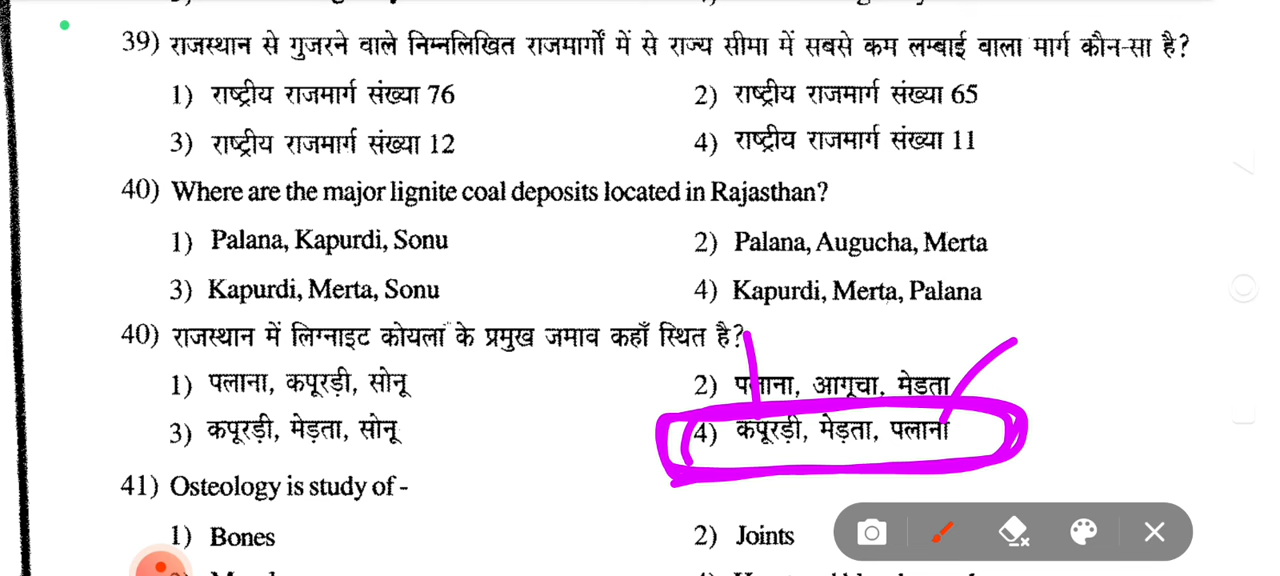 39) राजस्थान से गुजरने वाले निम्नलिखित राजमार्गों में से राज्य सीमा में सबसे कम लम्बाई वाला मार्ग कौन-सा है?
1) राष्ट्रीय राजमार्ग संख्या 76 2) राष्ट्रीय राजमार्ग संख्या 65
3) राष्ट्रीय राजमार्ग संख्या 12 4) राष्ट्रीय राजमार्ग संख्या 11
40) Where are the major lignite coal deposits located in Rajasthan?
1) Palana, Kapurdi, Sonu 2) Palana, Augucha, Merta
3) Kapurdi, Merta, Sonu 4) Kapurdi, Merta, Palana
40) राजस्थान में लिग्नाइट कोयला के प्रमुख जमाव कहाँ स्थित है?
1) पलाना, कपूरड़ी, सोनू 2) पलाना, आगूचा, मेडता
3) कपूरड़ी, मेड़ता, सोनू 4) कपूरड़ी, मेड़ता, पलाना
41) Osteology is study of -
1) Bones 2) Joints